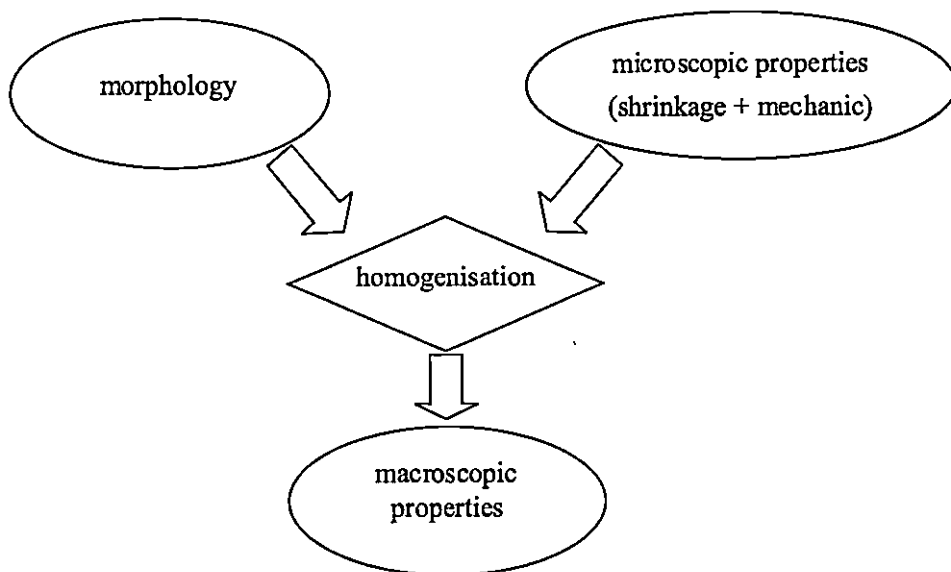 morphology
microscopic properties
(shrinkage + mechanic)
homogenisation
macroscopic
properties